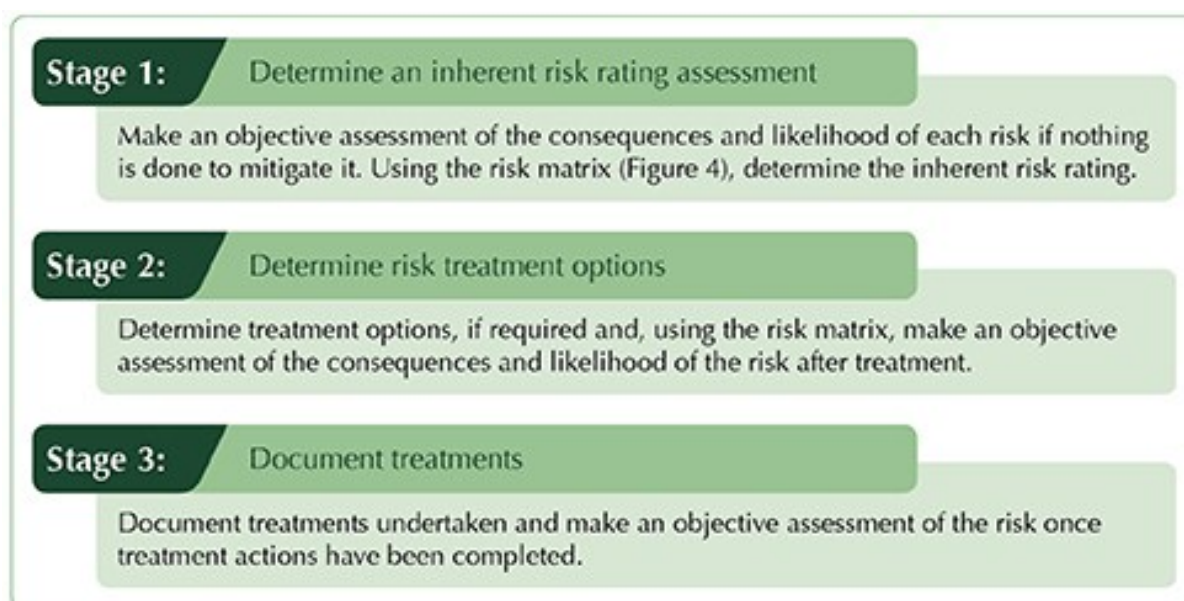 Stage 1: Determine an inherent risk rating assessment
Make an objective assessment of the consequences and likelihood of each risk if nothing
is done to mitigate it. Using the risk matrix (Figure 4), determine the inherent risk rating.
Stage 2: Determine risk treatment options
Determine treatment options, if required and, using the risk matrix, make an objective
assessment of the consequences and likelihood of the risk after treatment.
Stage 3: Document treatments
Document treatments undertaken and make an objective assessment of the risk once
treatment actions have been completed.